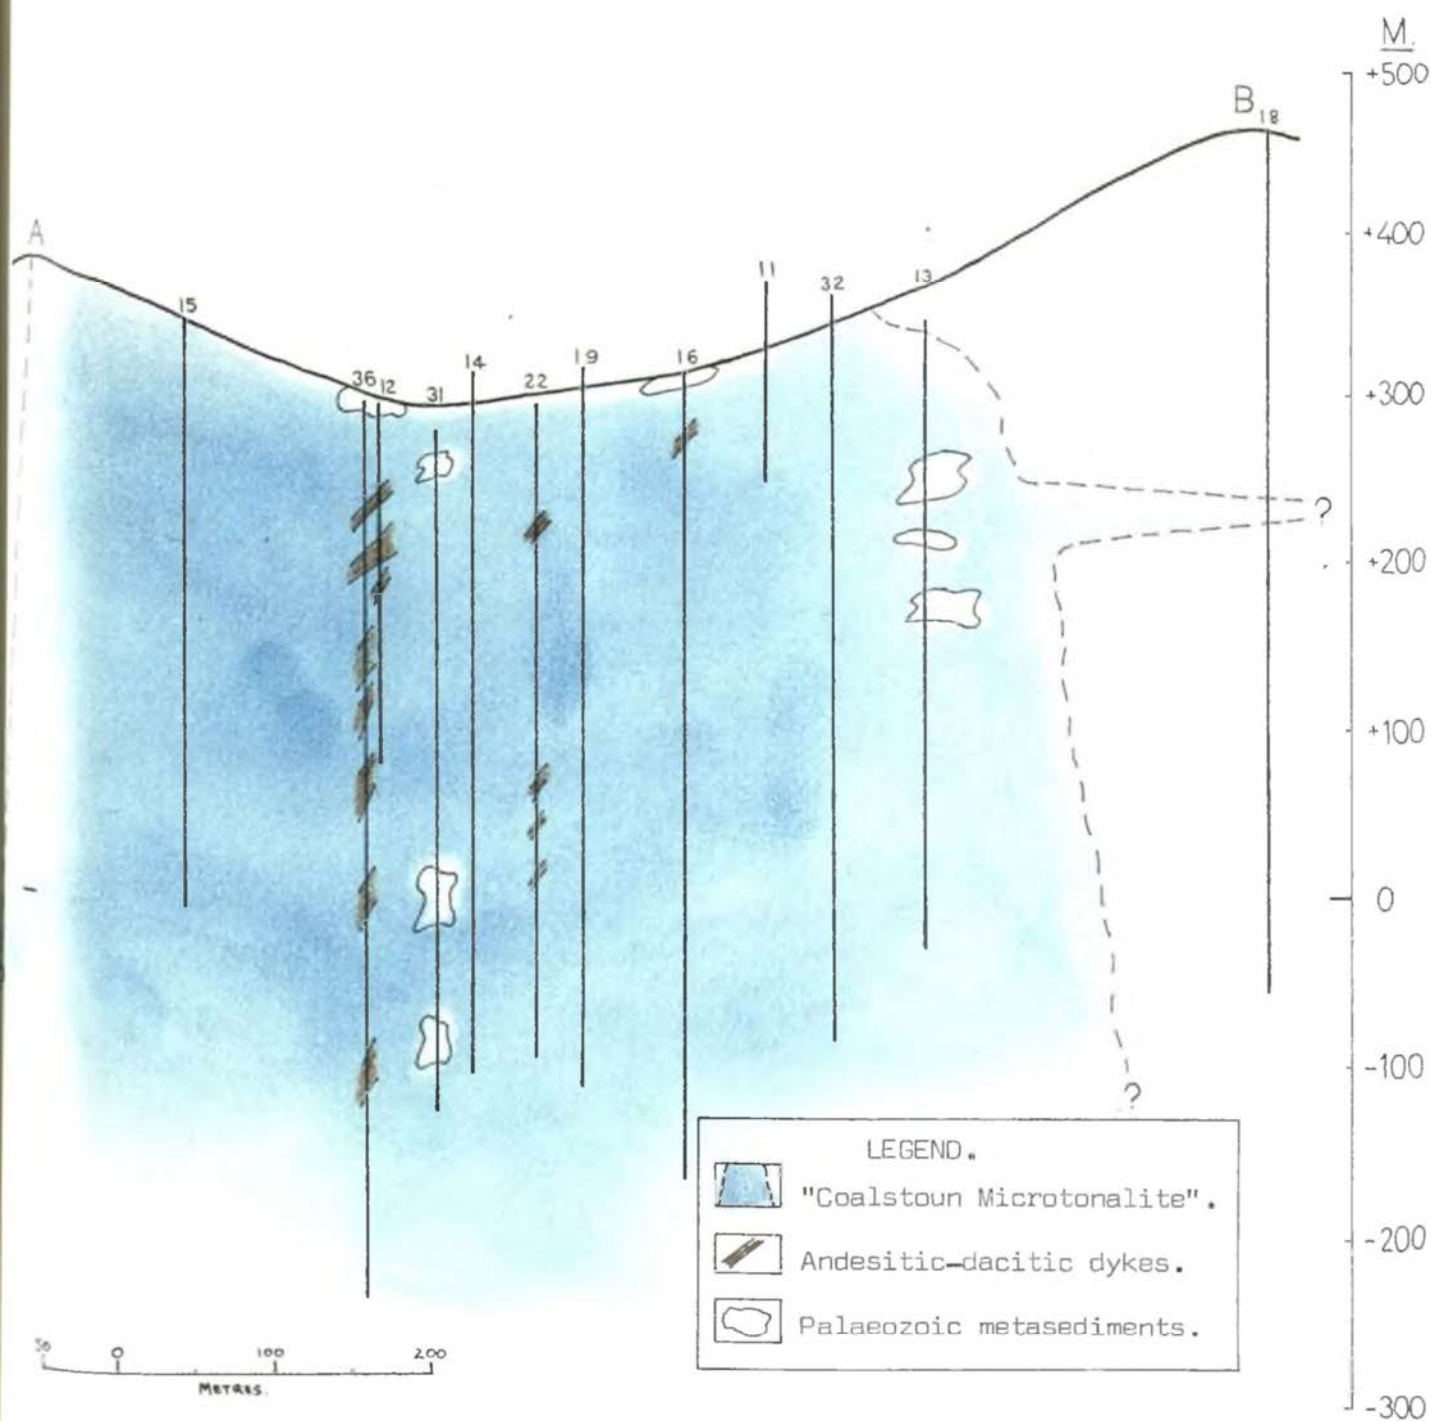 M.
+500
B 18
+400
A
11
32
13
15
+300
36 12 31 14 22 19 16
?
+200
+100
0
-100
?
LEGEND.
"Coalstoun Microtonalite".
-200
Andesitic-dacitic dykes.
Palaeozoic metasediments.
50 0 100 200
METRES.
-300